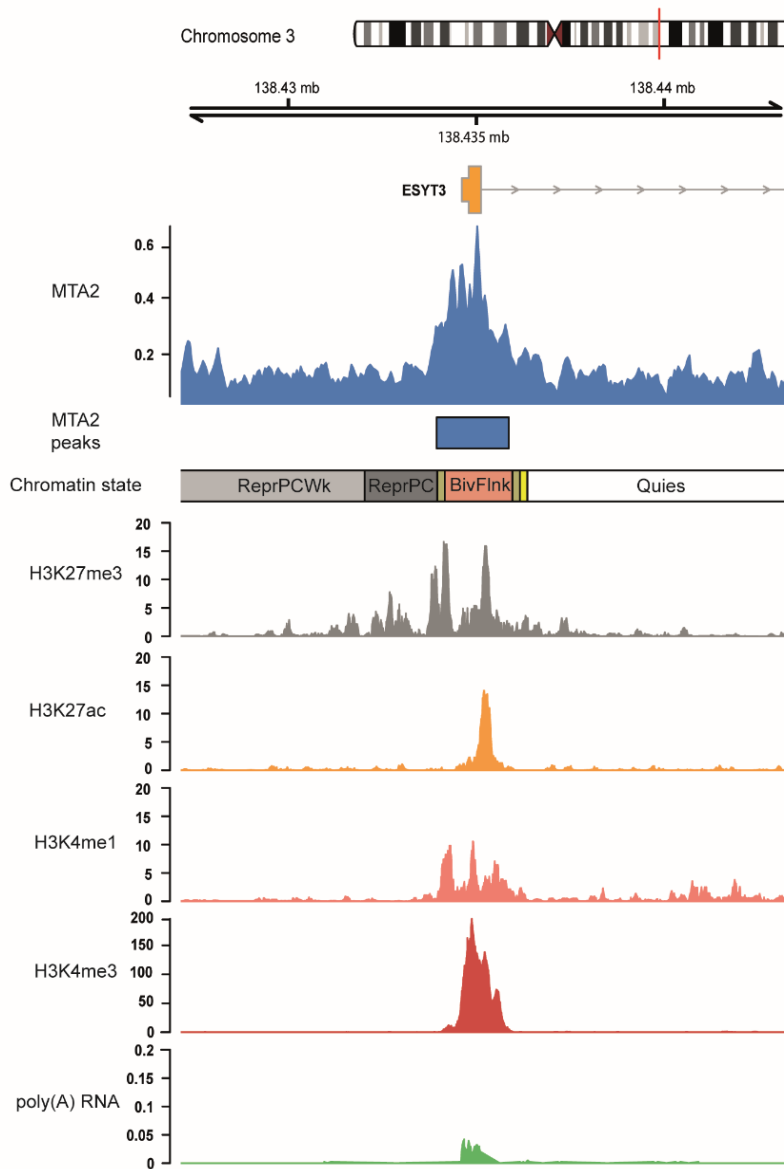 Chromosome 3
138.43 mb
138.44 mb
138.435 mb
ESYT3
MTA2
0.6
0.4
0.2
MTA2
peaks
Chromatin state
ReprPCWk
ReprPC
BivFlnk
Quies
H3K27me3
20
15
10
5
0
H3K27ac
20
15
10
5
0
H3K4me1
20
15
10
5
0
H3K4me3
200
150
100
50
0
poly(A) RNA
0.2
0.15
0.1
0.05
0